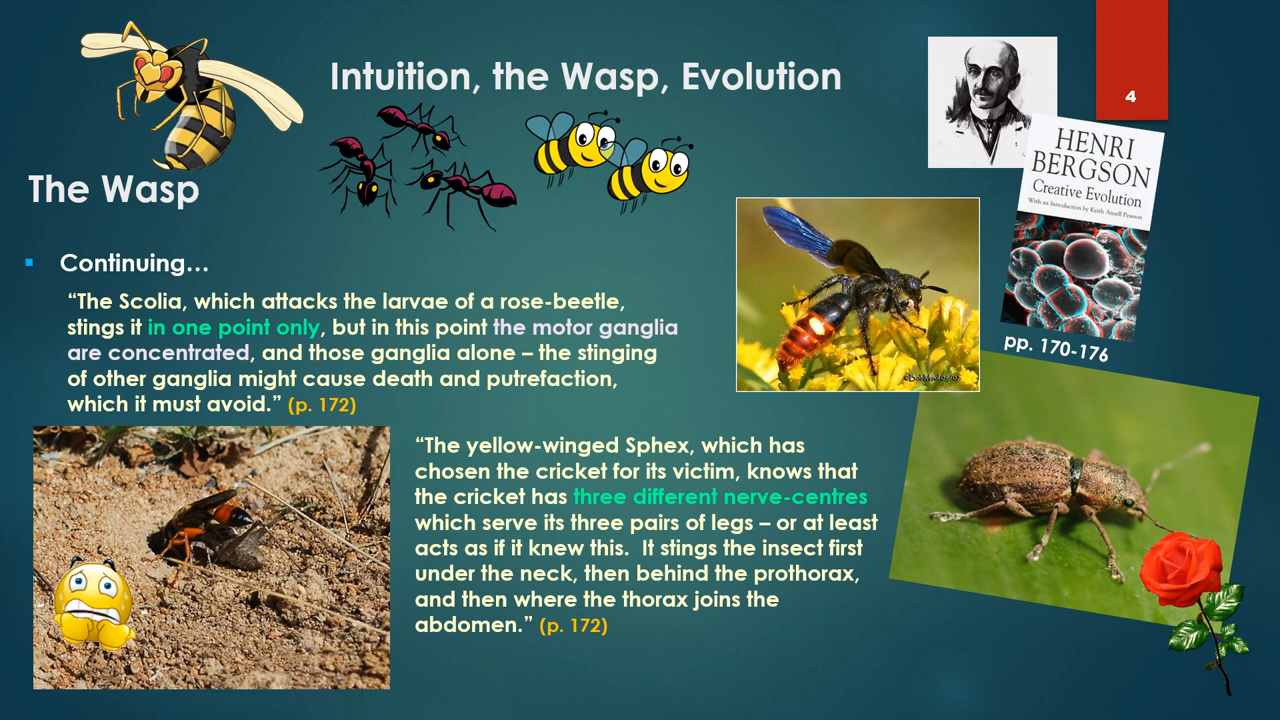 Intuition, the Wasp, Evolution
4
The Wasp
HENRI
BERGSON
Creative Evolution
With an Introduction by Keith Ansell Pearson
pp. 170-176
Continuing…
“The Scolia, which attacks the larvae of a rose-beetle,
stings it in one point only, but in this point the motor ganglia
are concentrated, and those ganglia alone – the stinging
of other ganglia might cause death and putrefaction,
which it must avoid.” (p. 172)
“The yellow-winged Sphex, which has
chosen the cricket for its victim, knows that
the cricket has three different nerve-centres
which serve its three pairs of legs – or at least
acts as if it knew this.  It stings the insect first
under the neck, then behind the prothorax,
and then where the thorax joins the
abdomen.” (p. 172)